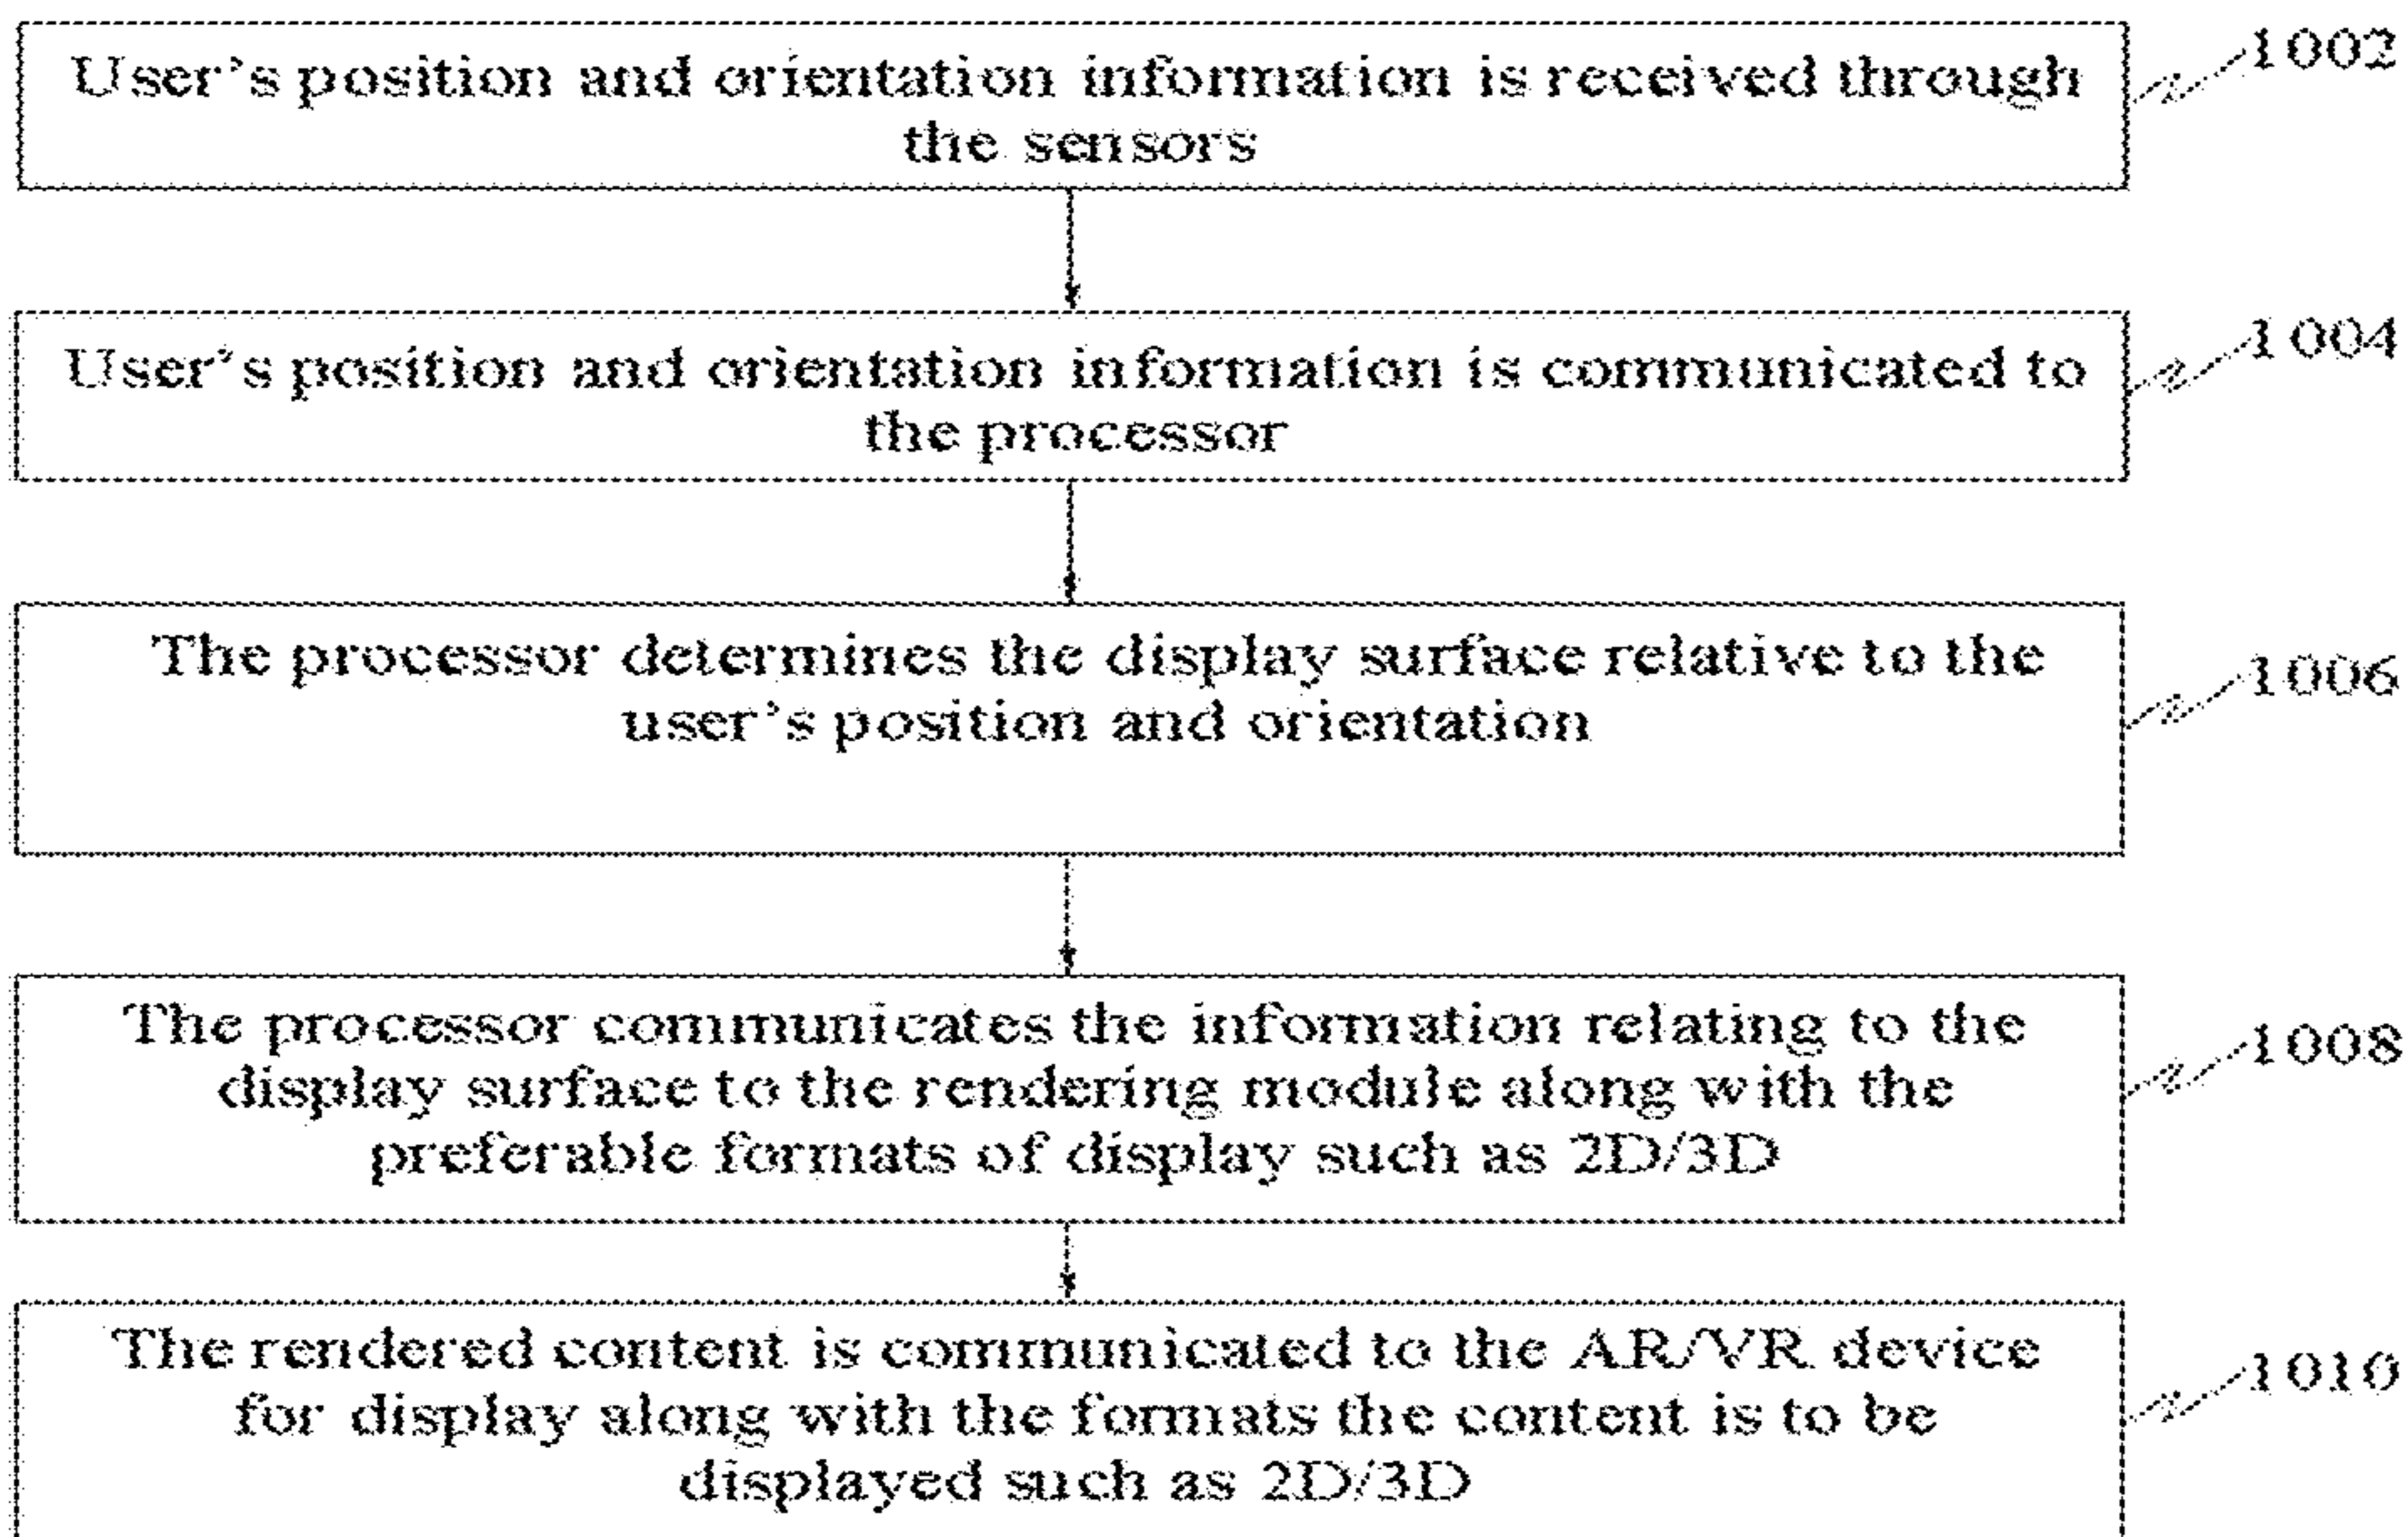 User's position and orientation information is received through
the sensors
1002
User's position and orientation information is communicated to
the processor
1004
The processor determines the display surface relative to the
user's position and orientation
1006
The processor communicates the information relating to the
display surface to the rendering module along with the
preferable formats of display such as 2D/3D
1008
The rendered content is communicated to the AR/VR device
for display along with the formats the content is to be
displayed such as 2D/3D
1010